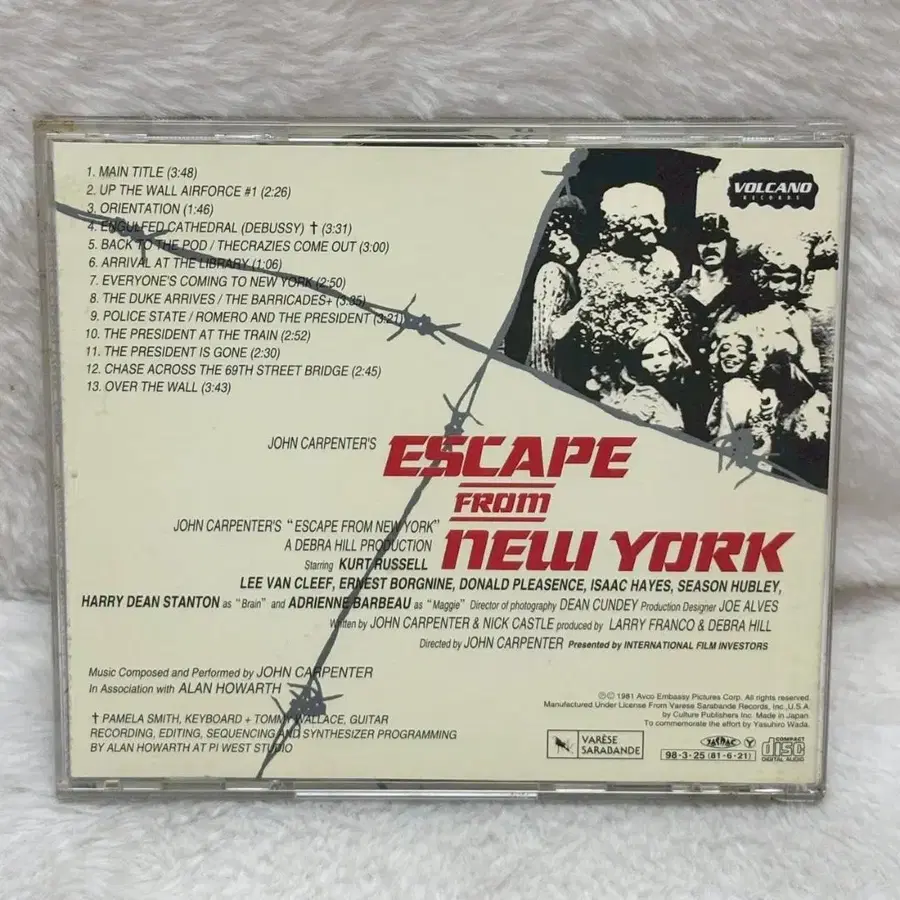 1. MAIN TITLE (3:48)
2. UP THE WALL AIRFORCE #1 (2:26)
3. ORIENTATION (1:46)
4. ENGULFED CATHEDRAL (DEBUSSY) † (3:31)
5. BACK TO THE POD / THECRAZIES COME OUT (3:00)
6. ARRIVAL AT THE LIBRARY (1:06)
7. EVERYONE'S COMING TO NEW YORK (2:50)
8. THE DUKE ARRIVES / THE BARRICADES+ (3:35)
9. POLICE STATE / ROMERO AND THE PRESIDENT (3:21)
10. THE PRESIDENT AT THE TRAIN (2:52)
11. THE PRESIDENT IS GONE (2:30)
12. CHASE ACROSS THE 69TH STREET BRIDGE (2:45)
13. OVER THE WALL (3:43)
VOLCANO
RECORDS
JOHN CARPENTER'S
ESCAPE
FROM
NEW YORK
JOHN CARPENTER'S "ESCAPE FROM NEW YORK"
A DEBRA HILL PRODUCTION
Starring KURT RUSSELL
LEE VAN CLEEF, ERNEST BORGNINE, DONALD PLEASENCE, ISAAC HAYES, SEASON HUBLEY,
HARRY DEAN STANTON as "Brain" and ADRIENNE BARBEAU as "Maggie" Director of photography DEAN CUNDEY Production Designer JOE ALVES
Written by JOHN CARPENTER & NICK CASTLE produced by LARRY FRANCO & DEBRA HILL
Directed by JOHN CARPENTER Presented by INTERNATIONAL FILM INVESTORS
Music Composed and Performed by JOHN CARPENTER
In Association with ALAN HOWARTH
† PAMELA SMITH, KEYBOARD + TOMMY WALLACE, GUITAR
RECORDING, EDITING, SEQUENCING AND SYNTHESIZER PROGRAMMING
BY ALAN HOWARTH AT PI WEST STUDIO
℗© 1981 Avco Embassy Pictures Corp. All rights reserved.
Manufactured Under License From Varese Sarabande Records, Inc.,U.S.A.
by Culture Publishers Inc. Made in Japan.
To commemorate the effort by Yasuhiro Wada.
VARÈSE
SARABANDE
98-3-25 (81-6-21)
Y
COMPACT
disc
DIGITAL AUDIO